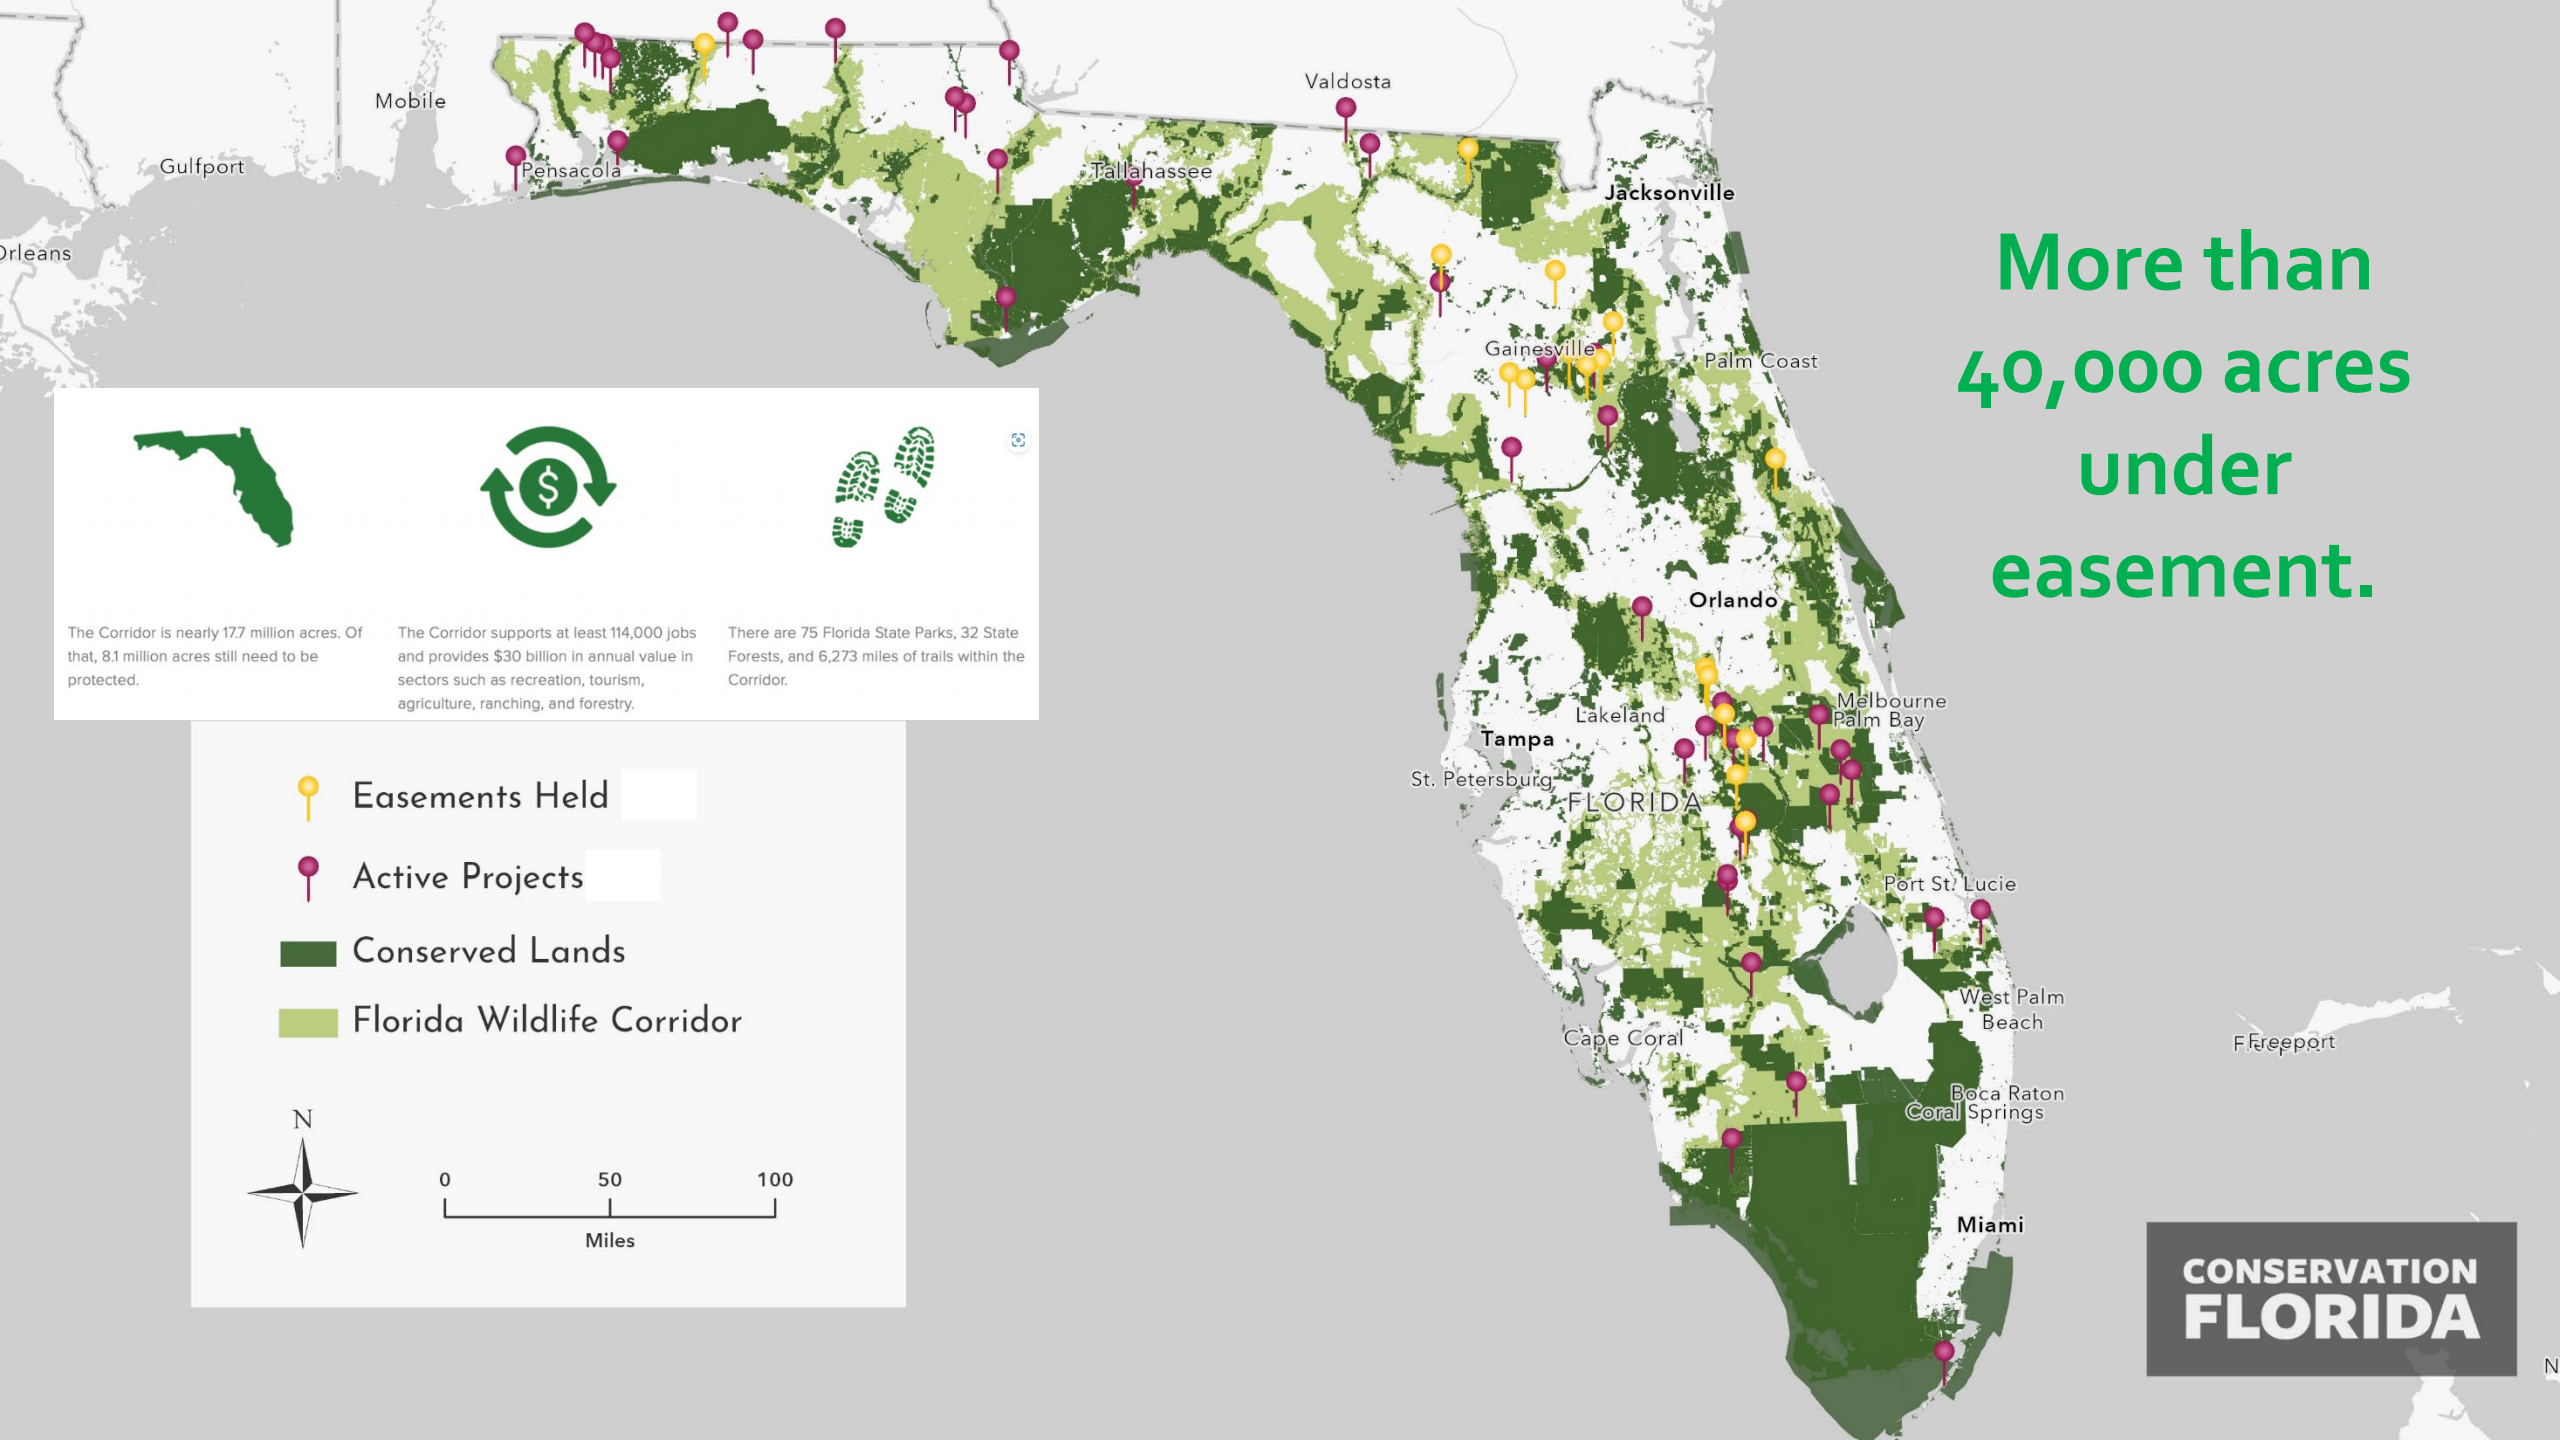 Mobile
Valdosta
Gulfport
Pensacola
Tallahassee
Jacksonville
Orleans
More than
40,000 acres
under
easement.
Gainesville
Palm Coast
The Corridor is nearly 17.7 million acres. Of
that, 8.1 million acres still need to be
protected.
The Corridor supports at least 114,000 jobs
and provides $30 billion in annual value in
sectors such as recreation, tourism,
agriculture, ranching, and forestry.
There are 75 Florida State Parks, 32 State
Forests, and 6,273 miles of trails within the
Corridor.
Orlando
Melbourne
Palm Bay
Lakeland
Tampa
St. Petersburg
FLORIDA
Easements Held
Active Projects
Conserved Lands
Florida Wildlife Corridor
N
0 50 100
Miles
Port St. Lucie
West Palm
Beach
Cape Coral
Freeport
Boca Raton
Coral Springs
Miami
CONSERVATION
FLORIDA
N